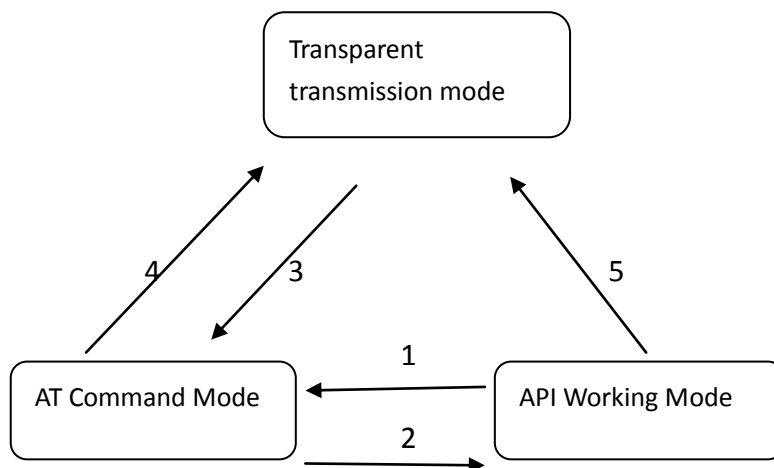 Transparent
transmission mode
4
3
5
1
AT Command Mode
API Working Mode
2